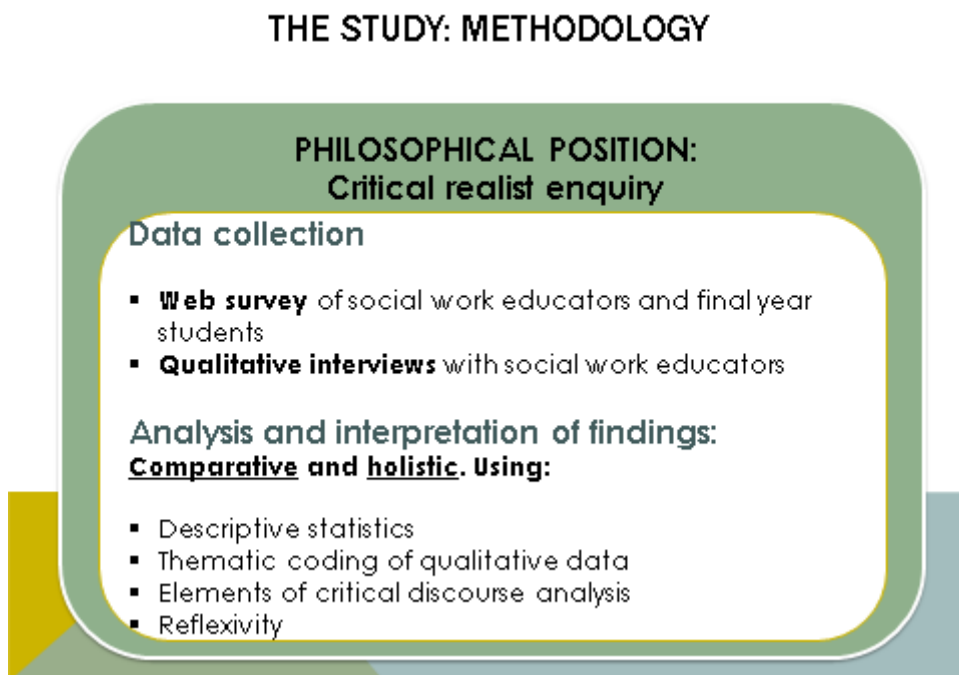 THE STUDY: METHODOLOGY
PHILOSOPHICAL POSITION:
Critical realist enquiry
Data collection
▪ Web survey of social work educators and final year
students
▪ Qualitative interviews with social work educators
Analysis and interpretation of findings:
Comparative and holistic. Using:
▪ Descriptive statistics
▪ Thematic coding of qualitative data
▪ Elements of critical discourse analysis
▪ Reflexivity